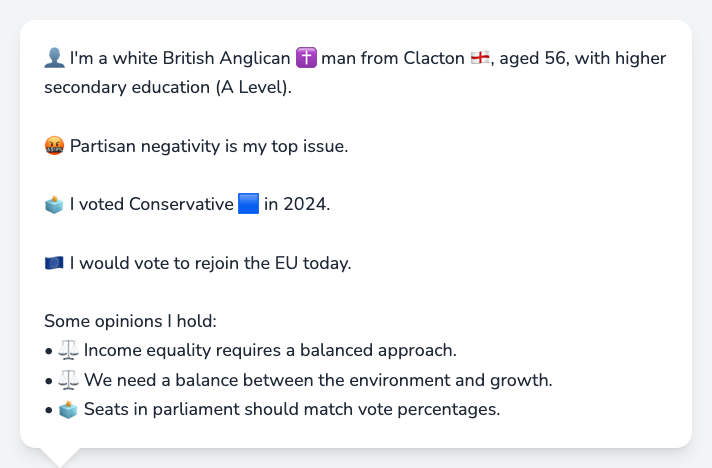 👤 I'm a white British Anglican ✝️ man from Clacton 🏴󠁧󠁢󠁥󠁮󠁧󠁿, aged 56, with higher
secondary education (A Level).
🤬 Partisan negativity is my top issue.
🗳️ I voted Conservative 🟦 in 2024.
🇪🇺 I would vote to rejoin the EU today.
Some opinions I hold:
• ⚖️ Income equality requires a balanced approach.
• ⚖️ We need a balance between the environment and growth.
• 🗳️ Seats in parliament should match vote percentages.